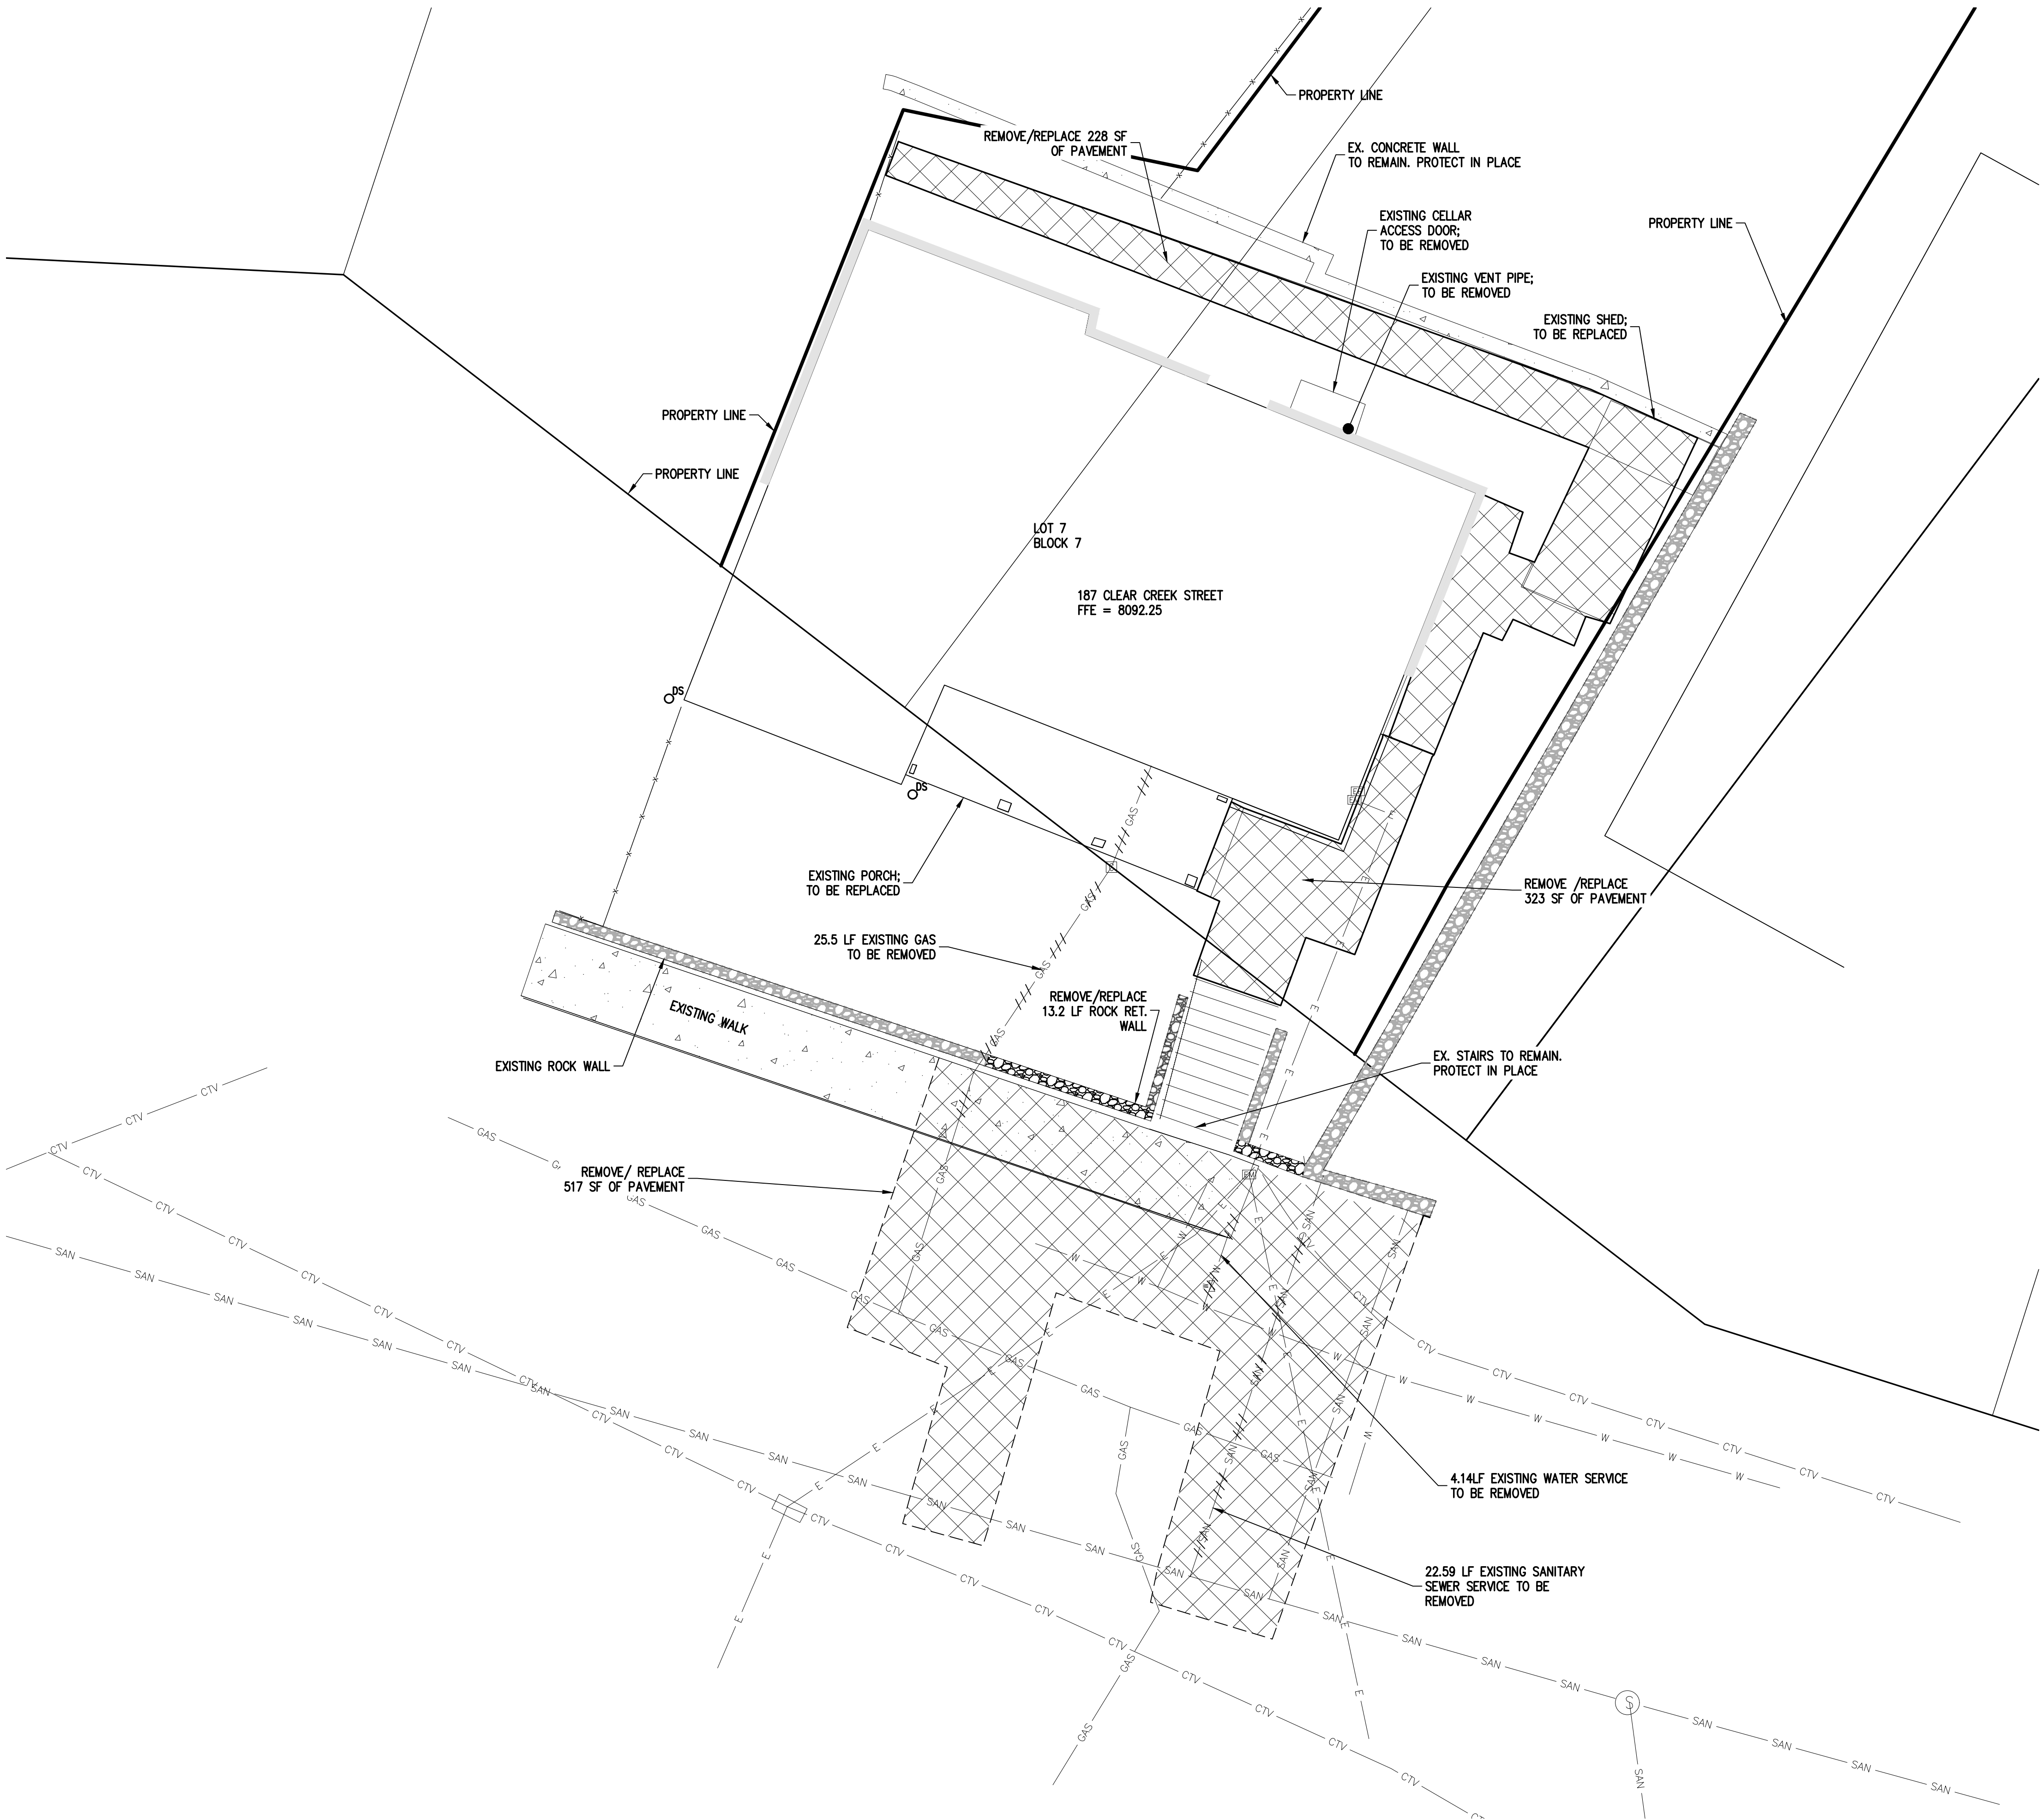 PROPERTY LINE
REMOVE/REPLACE 228 SF
OF PAVEMENT
EX. CONCRETE WALL
TO REMAIN. PROTECT IN PLACE
EXISTING CELLAR
ACCESS DOOR;
TO BE REMOVED
PROPERTY LINE
EXISTING VENT PIPE;
TO BE REMOVED
EXISTING SHED;
TO BE REPLACED
PROPERTY LINE
PROPERTY LINE
LOT 7
BLOCK 7
187 CLEAR CREEK STREET
FFE = 8092.25
DS
DS
EXISTING PORCH;
TO BE REPLACED
REMOVE /REPLACE
323 SF OF PAVEMENT
25.5 LF EXISTING GAS
TO BE REMOVED
REMOVE/REPLACE
13.2 LF ROCK RET.
WALL
EXISTING WALK
EXISTING ROCK WALL
EX. STAIRS TO REMAIN.
PROTECT IN PLACE
REMOVE/ REPLACE
517 SF OF PAVEMENT
4.14LF EXISTING WATER SERVICE
TO BE REMOVED
22.59 LF EXISTING SANITARY
SEWER SERVICE TO BE
REMOVED
GAS
CTV
SAN
E
W
EM
S